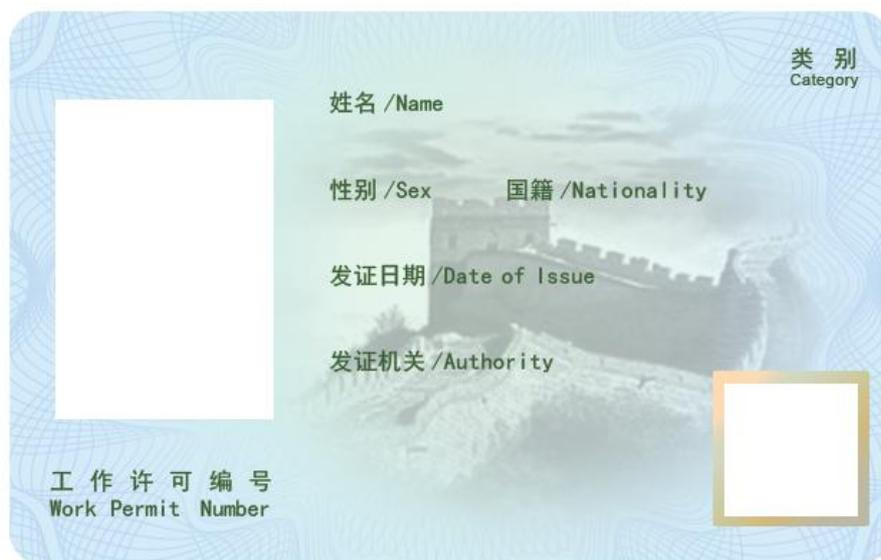 类 别
Category
姓名 /Name
性别 /Sex 国籍 /Nationality
发证日期 /Date of Issue
发证机关 /Authority
工 作 许 可 编 号
Work Permit Number